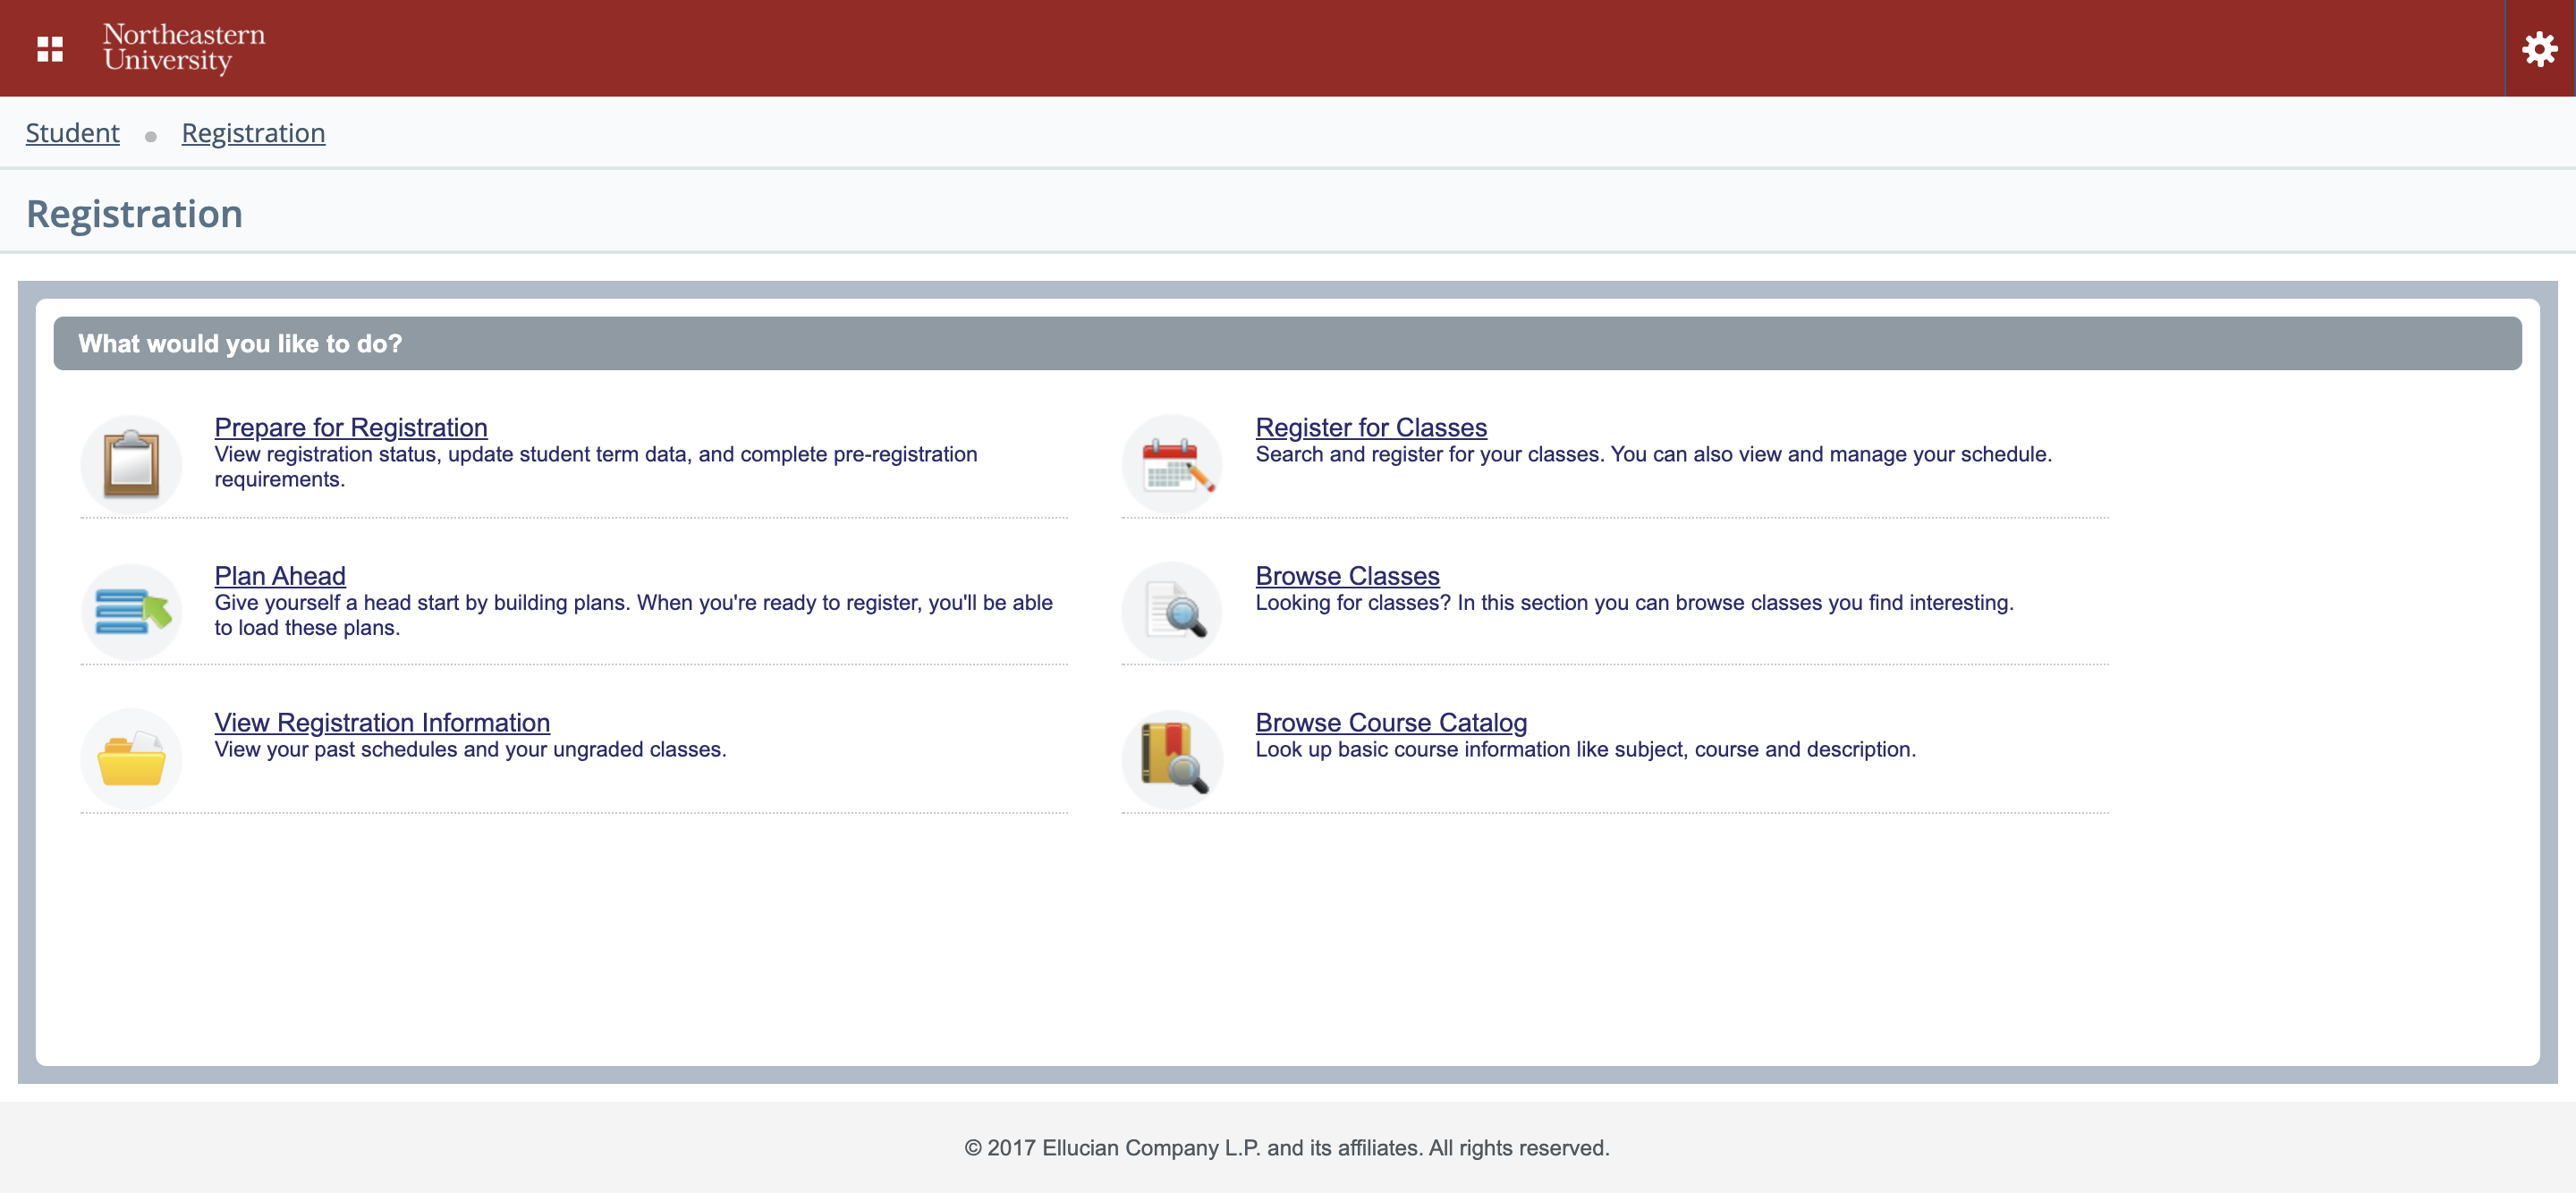 Northeastern
University
Student
Registration
Registration
What would you like to do?
Prepare for Registration
View registration status, update student term data, and complete pre-registration
requirements.
Register for Classes
Search and register for your classes. You can also view and manage your schedule.
Plan Ahead
Give yourself a head start by building plans. When you're ready to register, you'll be able
to load these plans.
Browse Classes
Looking for classes? In this section you can browse classes you find interesting.
View Registration Information
View your past schedules and your ungraded classes.
Browse Course Catalog
Look up basic course information like subject, course and description.
© 2017 Ellucian Company L.P. and its affiliates. All rights reserved.